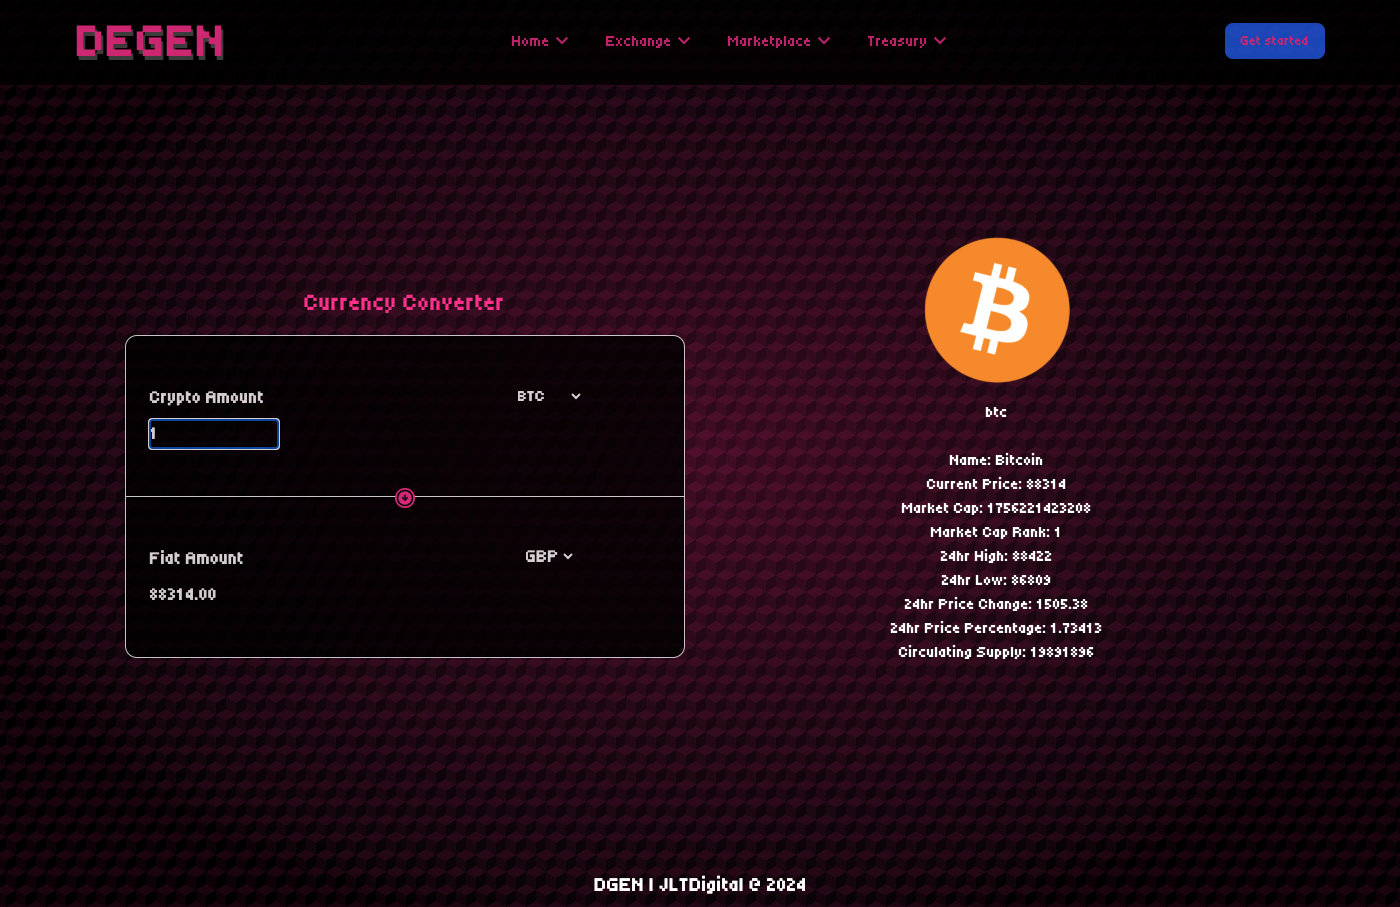 DEGEN
Home
Exchange
Marketplace
Treasury
Get started
Currency Converter
Crypto Amount
BTC
1
Fiat Amount
GBP
88314.00
btc
Name: Bitcoin
Current Price: 88314
Market Cap: 1756221423208
Market Cap Rank: 1
24hr High: 88422
24hr Low: 86809
24hr Price Change: 1505.38
24hr Price Percentage: 1.73413
Circulating Supply: 19891896
DGEN | JLTDigital @ 2024